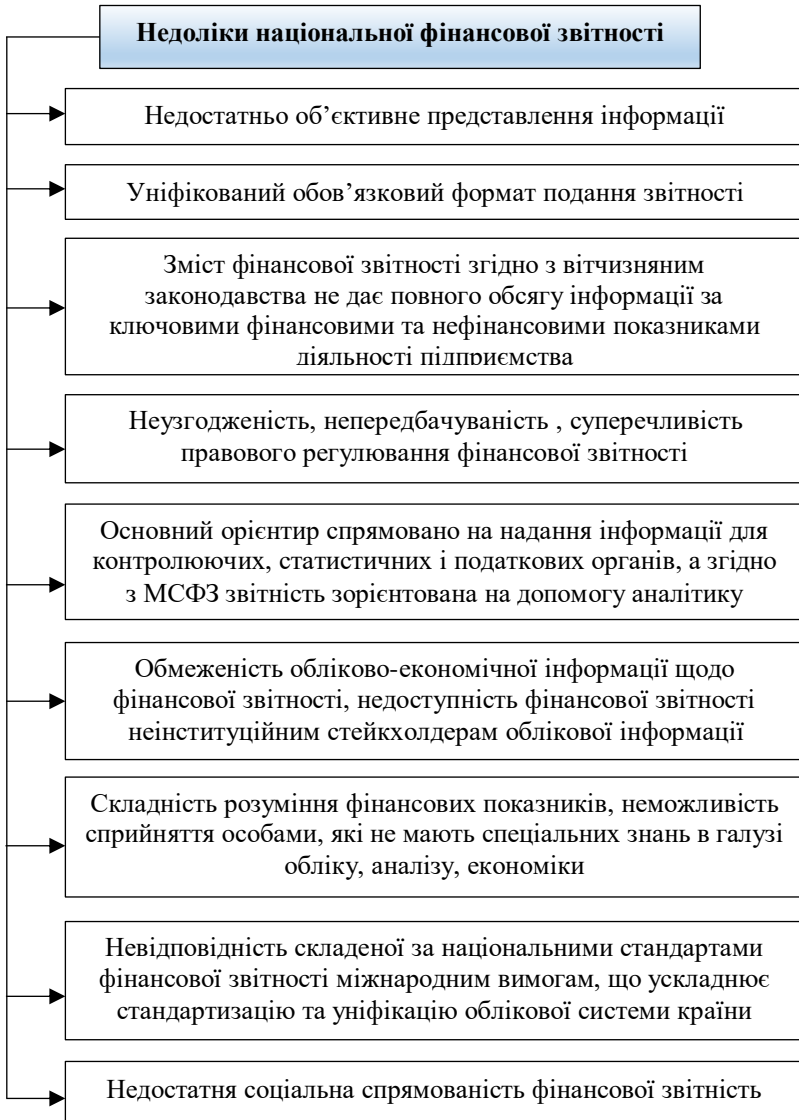 Недоліки національної фінансової звітності
Недостатньо об’єктивне представлення інформації
Уніфікований обов’язковий формат подання звітності
Зміст фінансової звітності згідно з вітчизняним
законодавства не дає повного обсягу інформації за
ключовими фінансовими та нефінансовими показниками
діяльності підприємства
Неузгодженість, непередбачуваність , суперечливість
правового регулювання фінансової звітності
Основний орієнтир спрямовано на надання інформації для
контролюючих, статистичних і податкових органів, а згідно
з МСФЗ звітність зорієнтована на допомогу аналітику
Обмеженість обліково-економічної інформації щодо
фінансової звітності, недоступність фінансової звітності
неінституційним стейкхолдерам облікової інформації
Складність розуміння фінансових показників, неможливість
сприйняття особами, які не мають спеціальних знань в галузі
обліку, аналізу, економіки
Невідповідність складеної за національними стандартами
фінансової звітності міжнародним вимогам, що ускладнює
стандартизацію та уніфікацію облікової системи країни
Недостатня соціальна спрямованість фінансової звітність